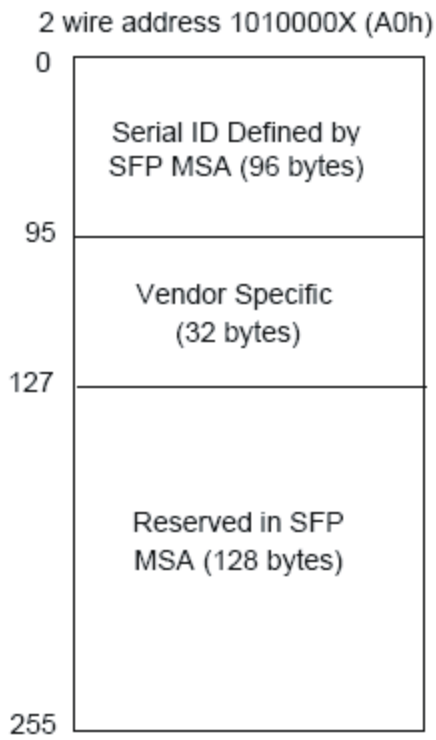 2 wire address 1010000X (A0h)
0
Serial ID Defined by
SFP MSA (96 bytes)
95
Vendor Specific
(32 bytes)
127
Reserved in SFP
MSA (128 bytes)
255